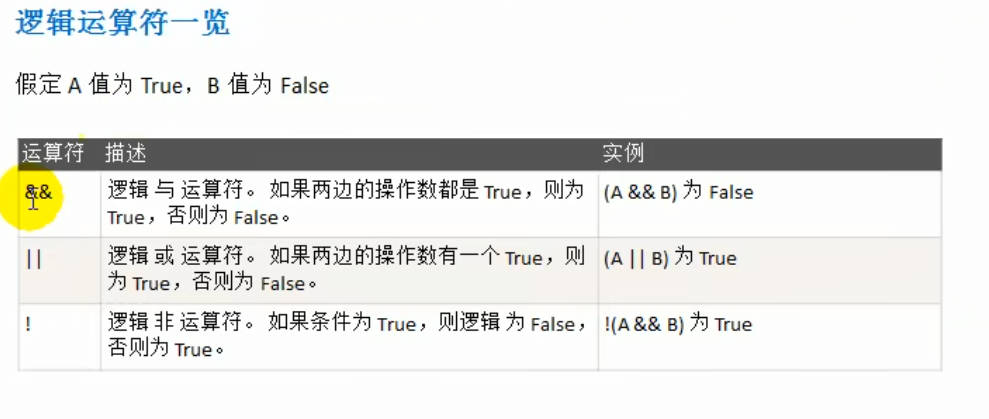 逻辑运算符一览
假定 A 值为 True，B 值为 False
运算符 描述 实例
&& 逻辑 与 运算符。 如果两边的操作数都是 True，则为 (A && B) 为 False
True，否则为 False。
|| 逻辑 或 运算符。 如果两边的操作数有一个 True，则 (A || B) 为 True
为 True，否则为 False。
! 逻辑 非 运算符。 如果条件为 True，则逻辑 为 False， !(A && B) 为 True
否则为 True。